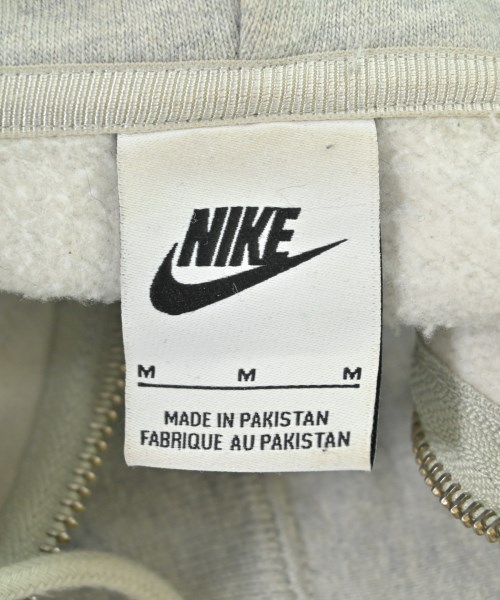 NIKE
M M M
MADE IN PAKISTAN
FABRIQUE AU PAKISTAN